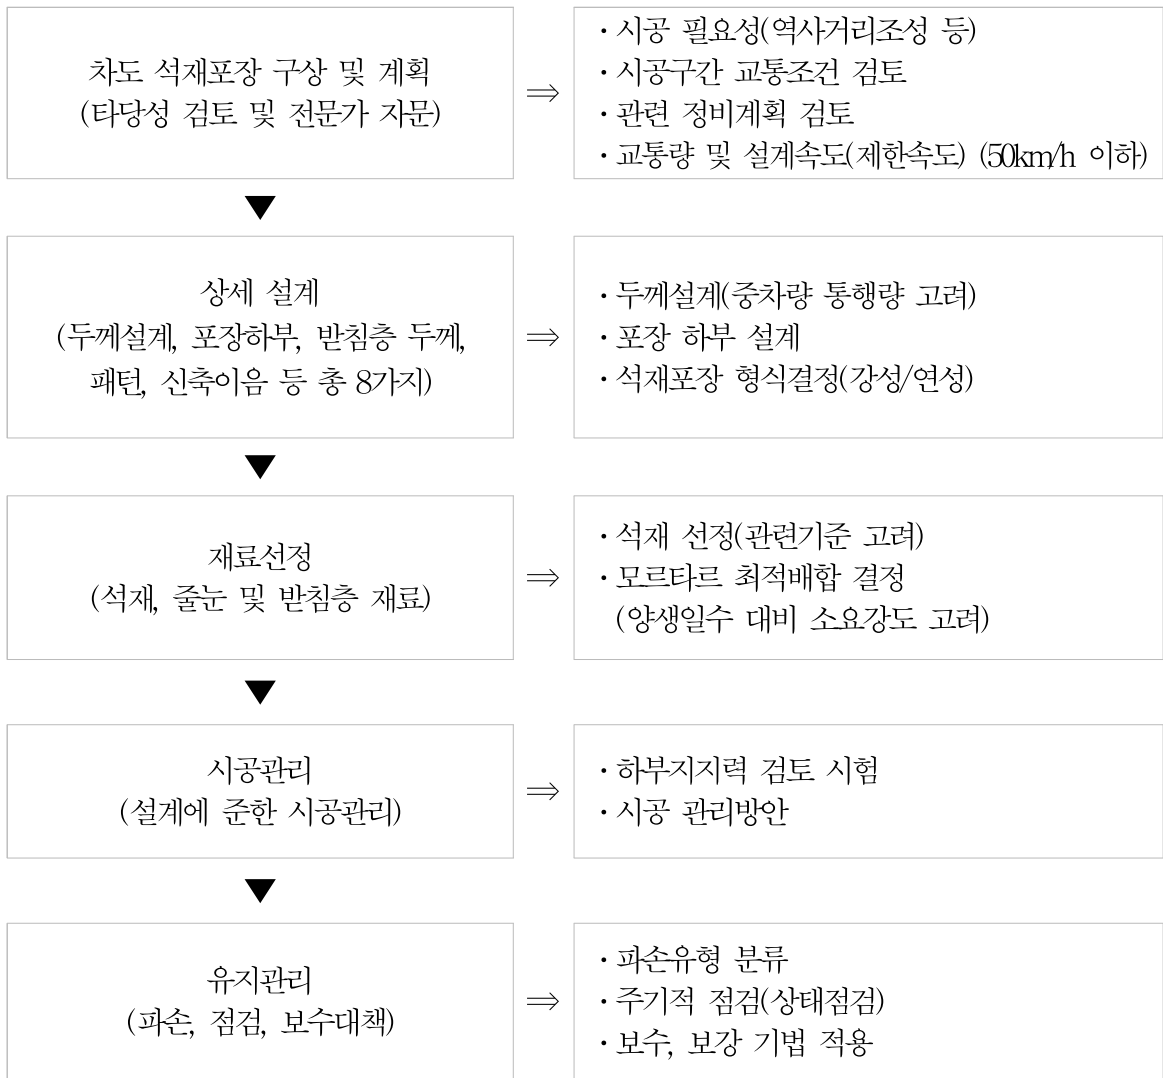 차도 석재포장 구상 및 계획
(타당성 검토 및 전문가 자문)
⇒
· 시공 필요성(역사거리조성 등)
· 시공구간 교통조건 검토
· 관련 정비계획 검토
· 교통량 및 설계속도(제한속도) (50km/h 이하)
▼
상세 설계
(두께설계, 포장하부, 받침층 두께,
패턴, 신축이음 등 총 8가지)
⇒
· 두께설계(중차량 통행량 고려)
· 포장 하부 설계
· 석재포장 형식결정(강성/연성)
▼
재료선정
(석재, 줄눈 및 받침층 재료)
⇒
· 석재 선정(관련기준 고려)
· 모르타르 최적배합 결정
(양생일수 대비 소요강도 고려)
▼
시공관리
(설계에 준한 시공관리)
⇒
· 하부지지력 검토 시험
· 시공 관리방안
▼
유지관리
(파손, 점검, 보수대책)
⇒
· 파손유형 분류
· 주기적 점검(상태점검)
· 보수, 보강 기법 적용